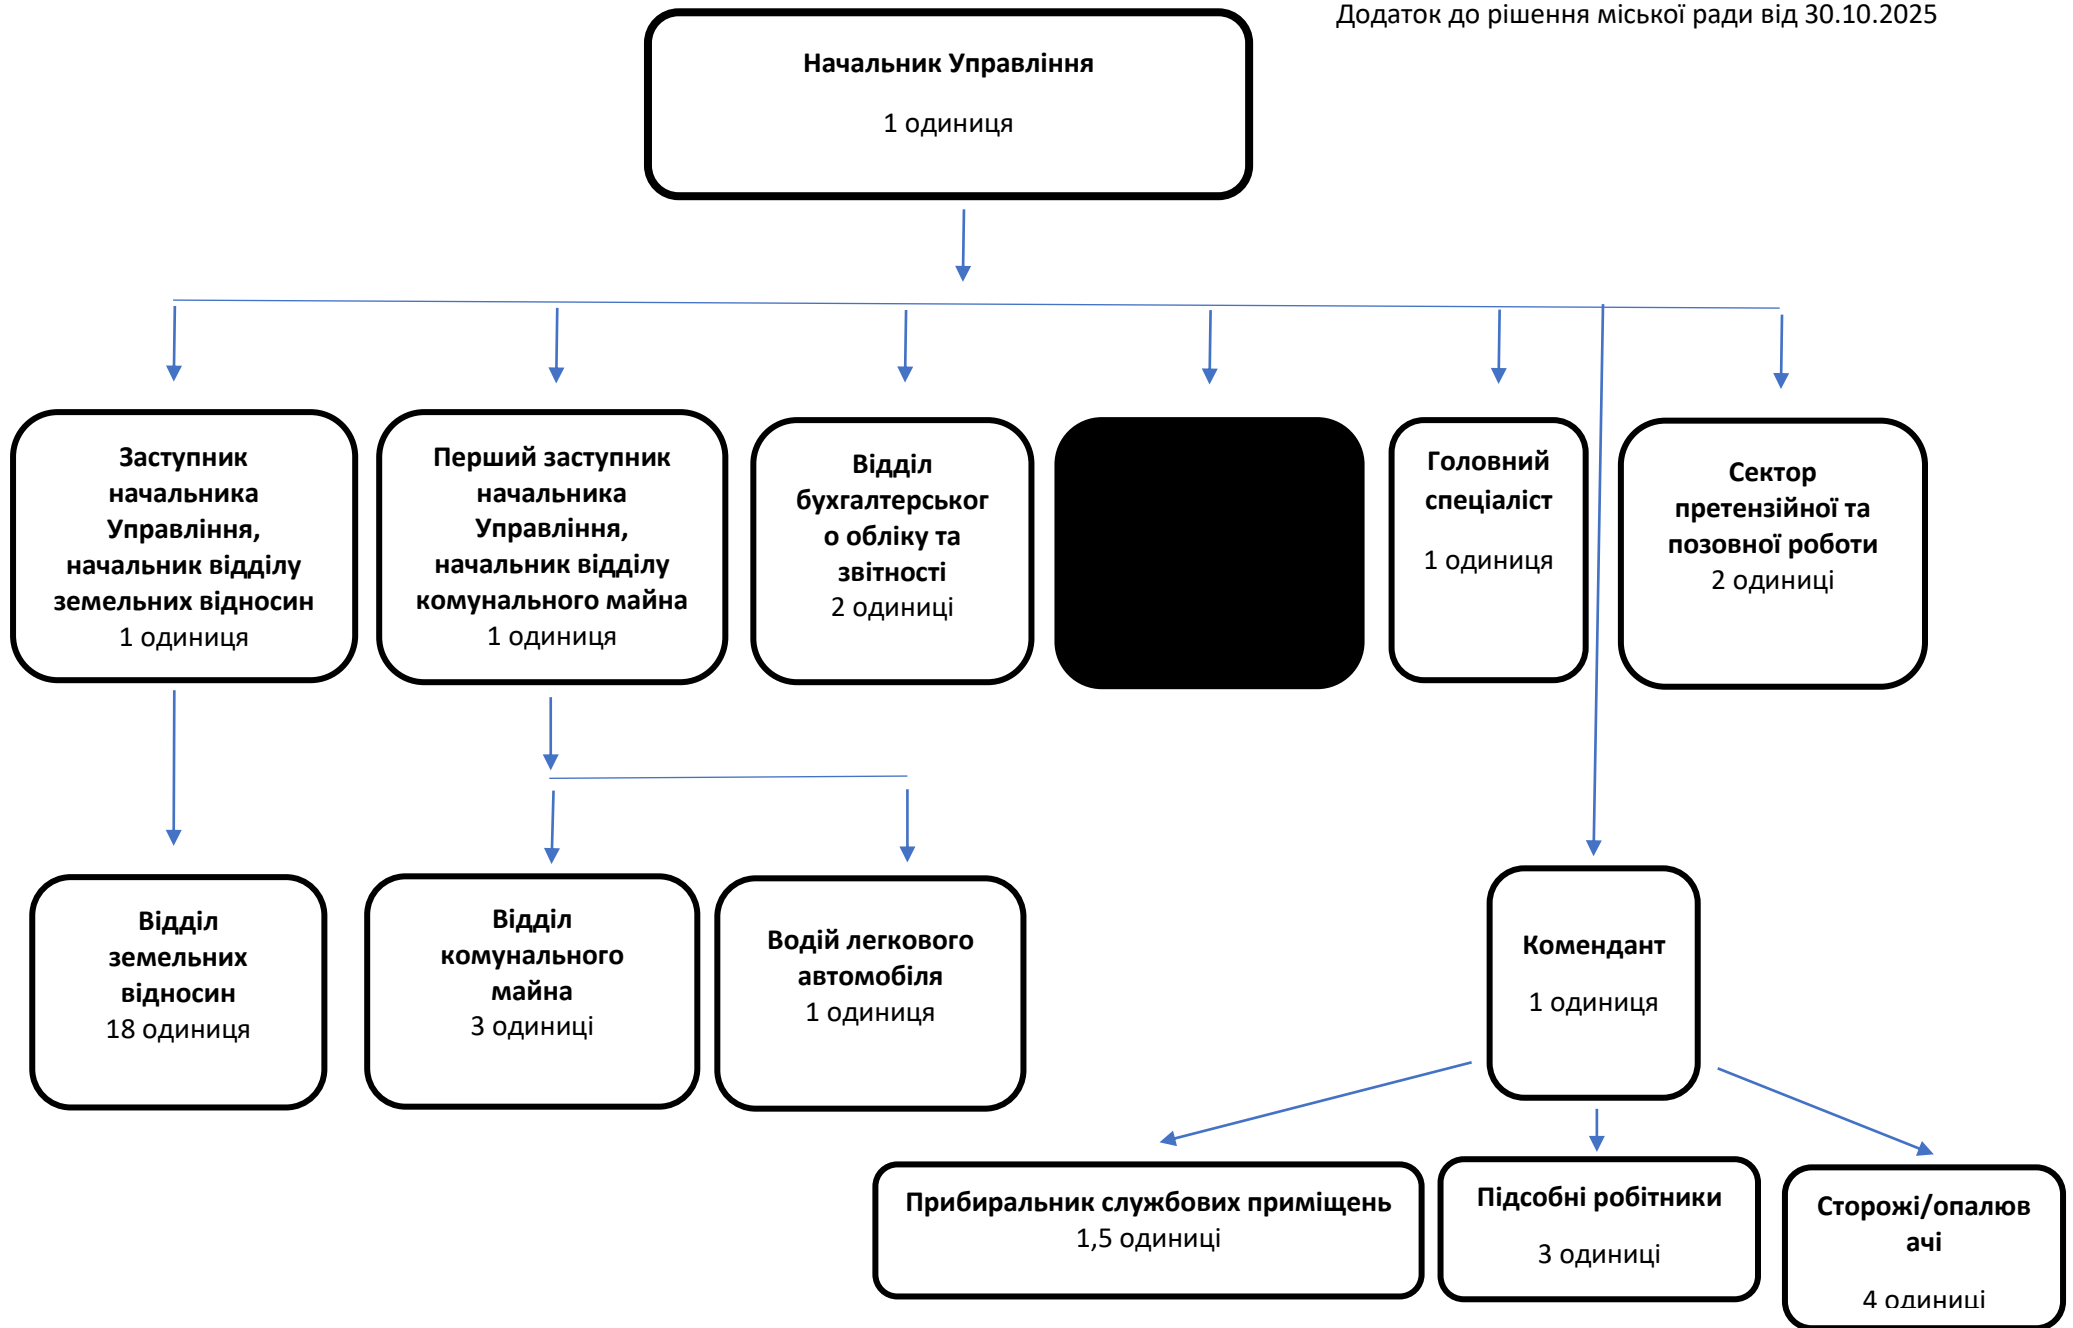 Додаток до рішення міської ради від 30.10.2025
Начальник Управління
1 одиниця
Заступник
начальника
Управління,
начальник відділу
земельних відносин
1 одиниця
Перший заступник
начальника
Управління,
начальник відділу
комунального майна
1 одиниця
Відділ
бухгалтерськог
о обліку та
звітності
2 одиниці
Головний
спеціаліст
1 одиниця
Сектор
претензійної та
позовної роботи
2 одиниці
Відділ
земельних
відносин
18 одиниця
Відділ
комунального
майна
3 одиниці
Водій легкового
автомобіля
1 одиниця
Комендант
1 одиниця
Прибиральник службових приміщень
1,5 одиниці
Підсобні робітники
3 одиниці
Сторожі/опалюв
ачі
4 одиниці